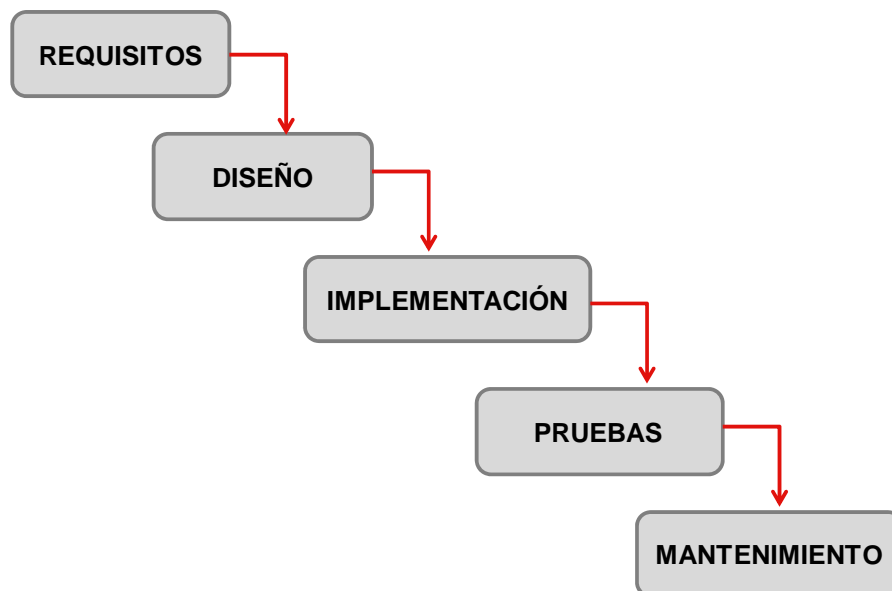 REQUISITOS
DISEÑO
IMPLEMENTACIÓN
PRUEBAS
MANTENIMIENTO